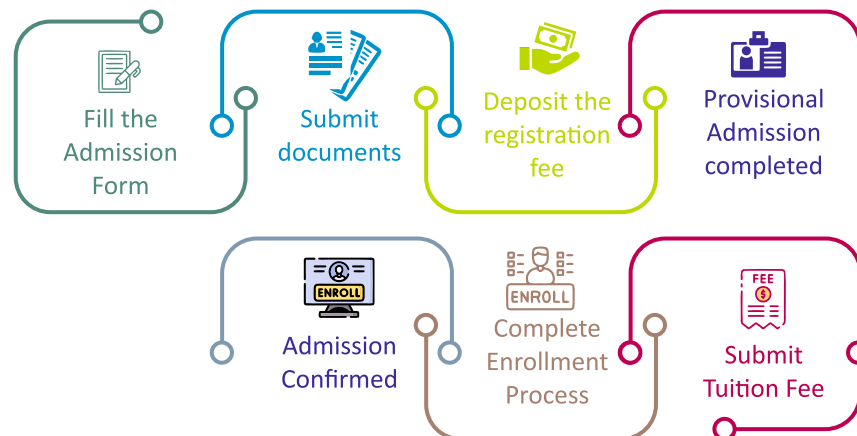 Fill the
Admission
Form
Submit
documents
Deposit the
registration
fee
Provisional
Admission
completed
ENROLL
Admission
Confirmed
ENROLL
Complete
Enrollment
Process
FEE
$
Submit
Tuition Fee